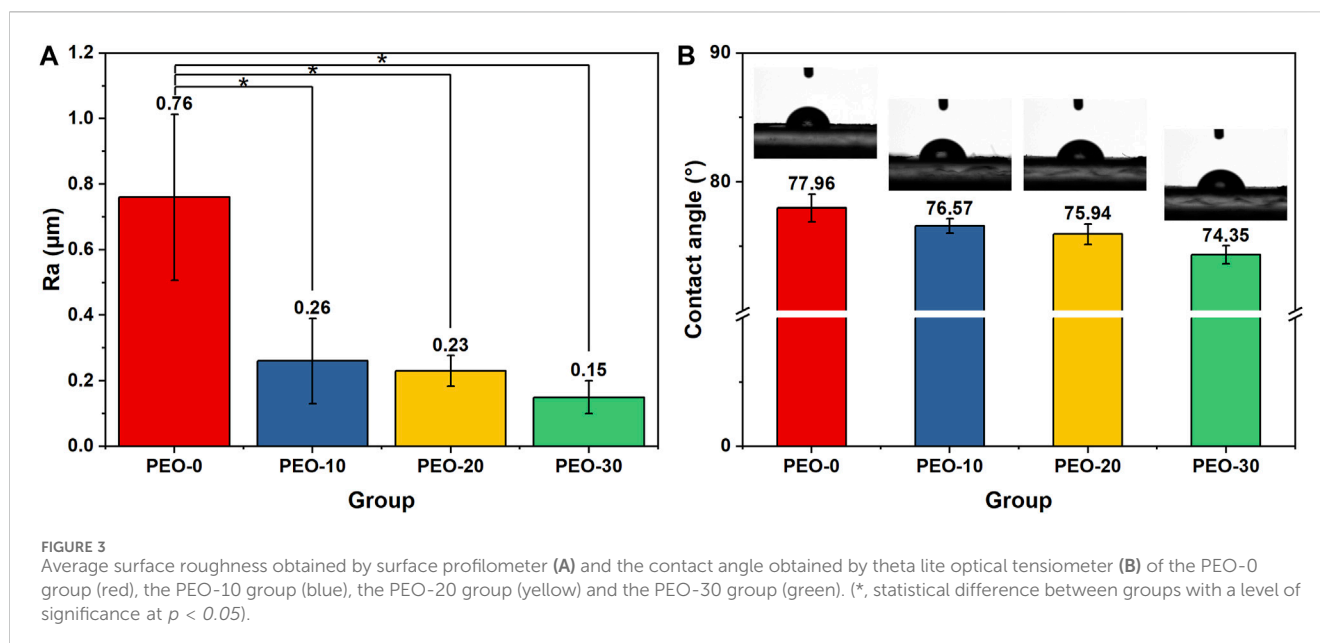 A
B
1.2
1.0
0.8
0.6
0.4
0.2
0.0
Ra (µm)
*
*
*
0.76
0.26
0.23
0.15
PEO-0 PEO-10 PEO-20 PEO-30
Group
90
80
0
Contact angle (°)
77.96
76.57
75.94
74.35
PEO-0 PEO-10 PEO-20 PEO-30
Group
FIGURE 3
Average surface roughness obtained by surface profilometer (A) and the contact angle obtained by theta lite optical tensiometer (B) of the PEO-0
group (red), the PEO-10 group (blue), the PEO-20 group (yellow) and the PEO-30 group (green). (*, statistical difference between groups with a level of
significance at p < 0.05).